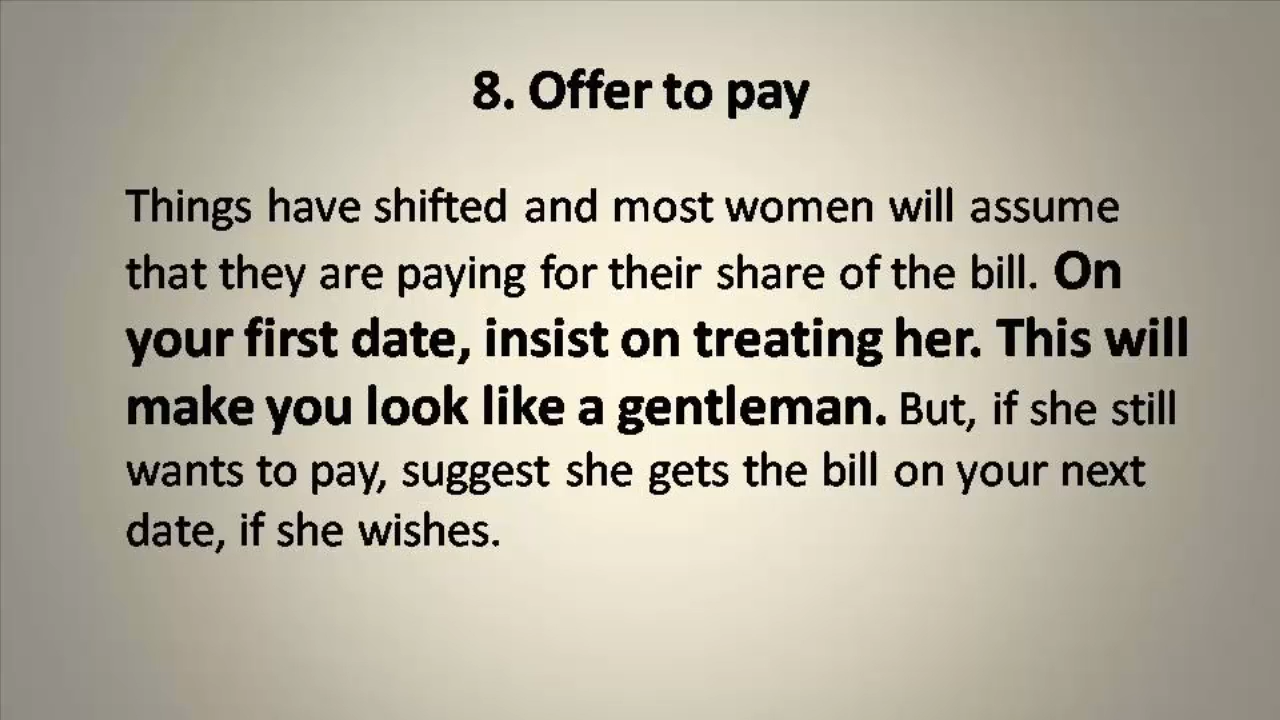 8. Offer to pay
Things have shifted and most women will assume
that they are paying for their share of the bill. On
your first date, insist on treating her. This will
make you look like a gentleman. But, if she still
wants to pay, suggest she gets the bill on your next
date, if she wishes.